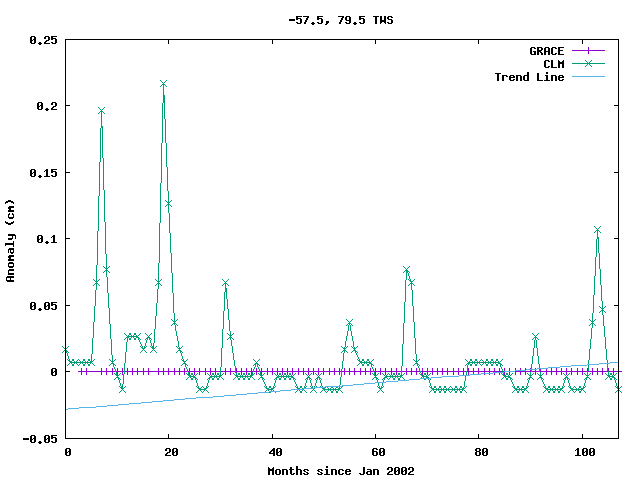 -57.5, 79.5 TWS
0.25
GRACE
CLM
Trend Line
0.2
0.15
0.1
0.05
0
-0.05
Anomaly (cm)
0 20 40 60 80 100
Months since Jan 2002